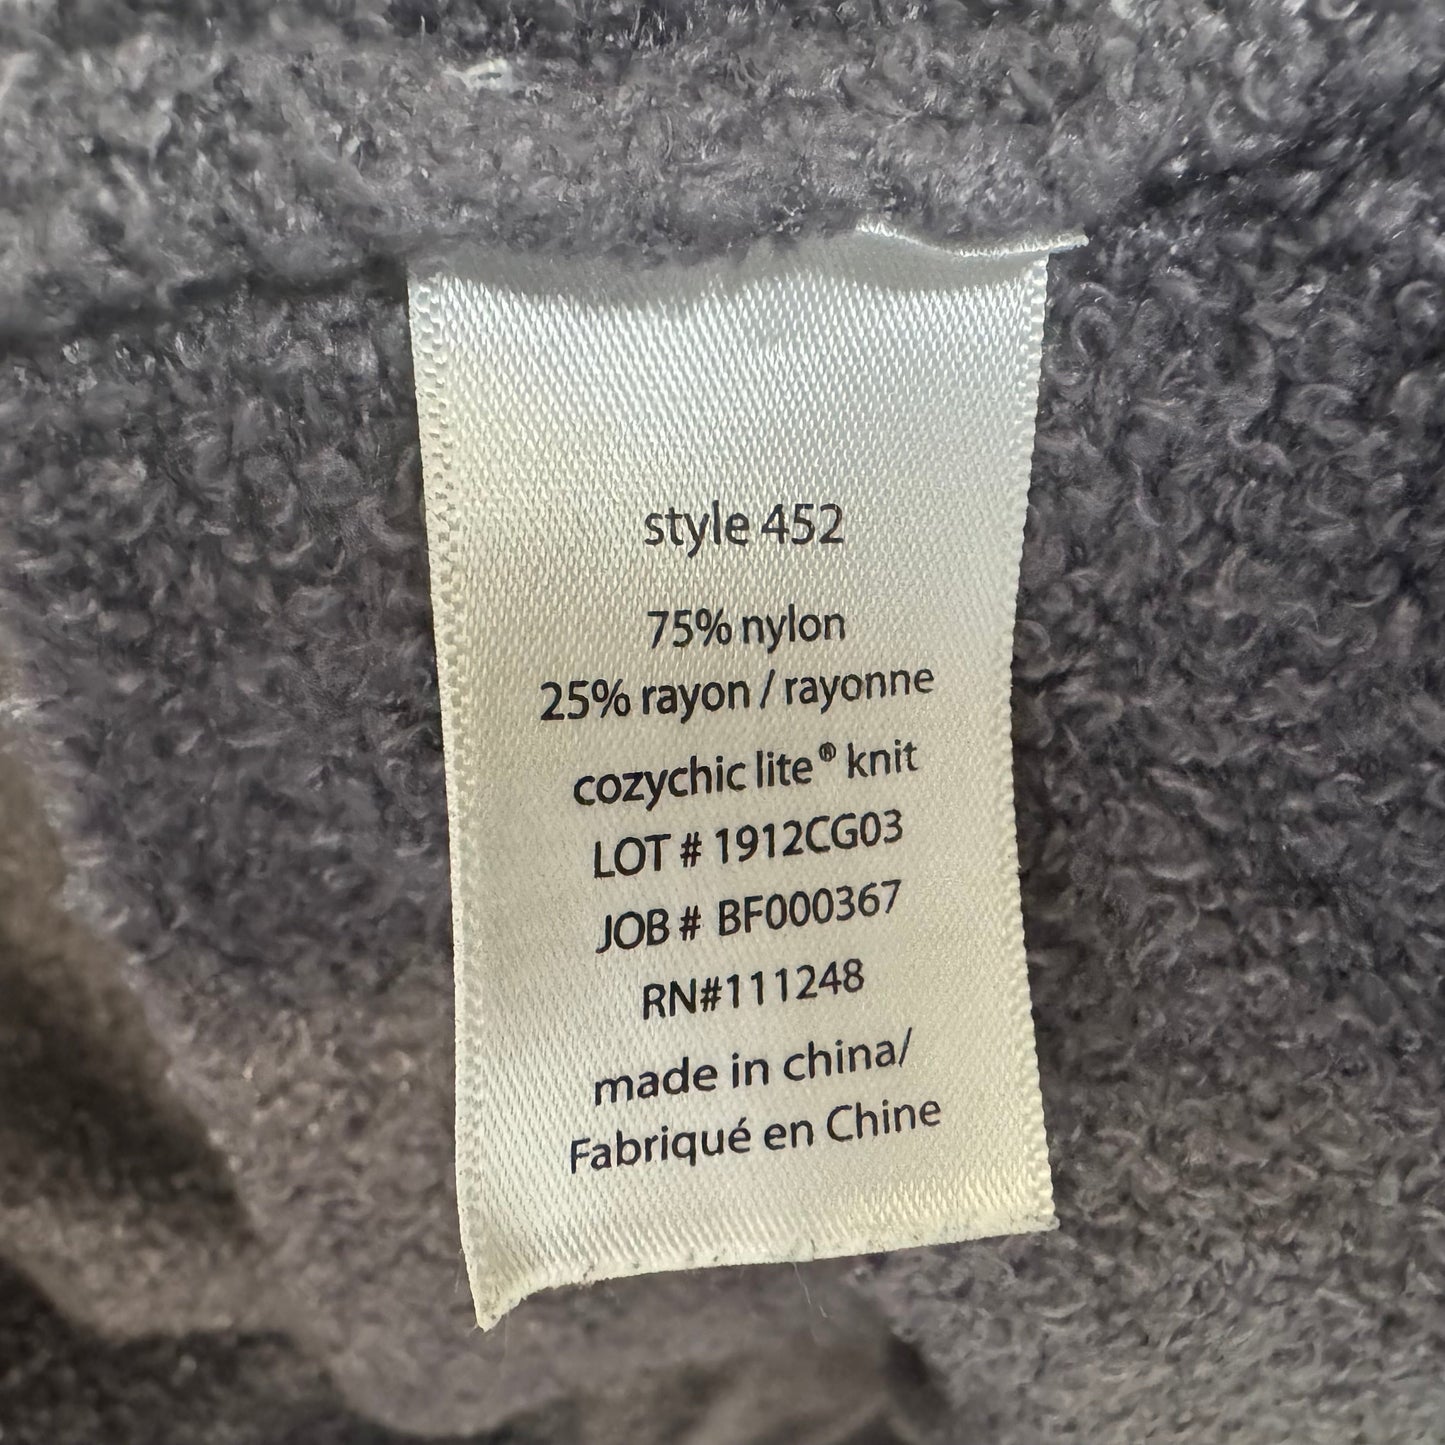 style 452
75% nylon
25% rayon / rayonne
cozychic lite® knit
LOT # 1912CG03
JOB # BF000367
RN#111248
made in china/
Fabriqué en Chine